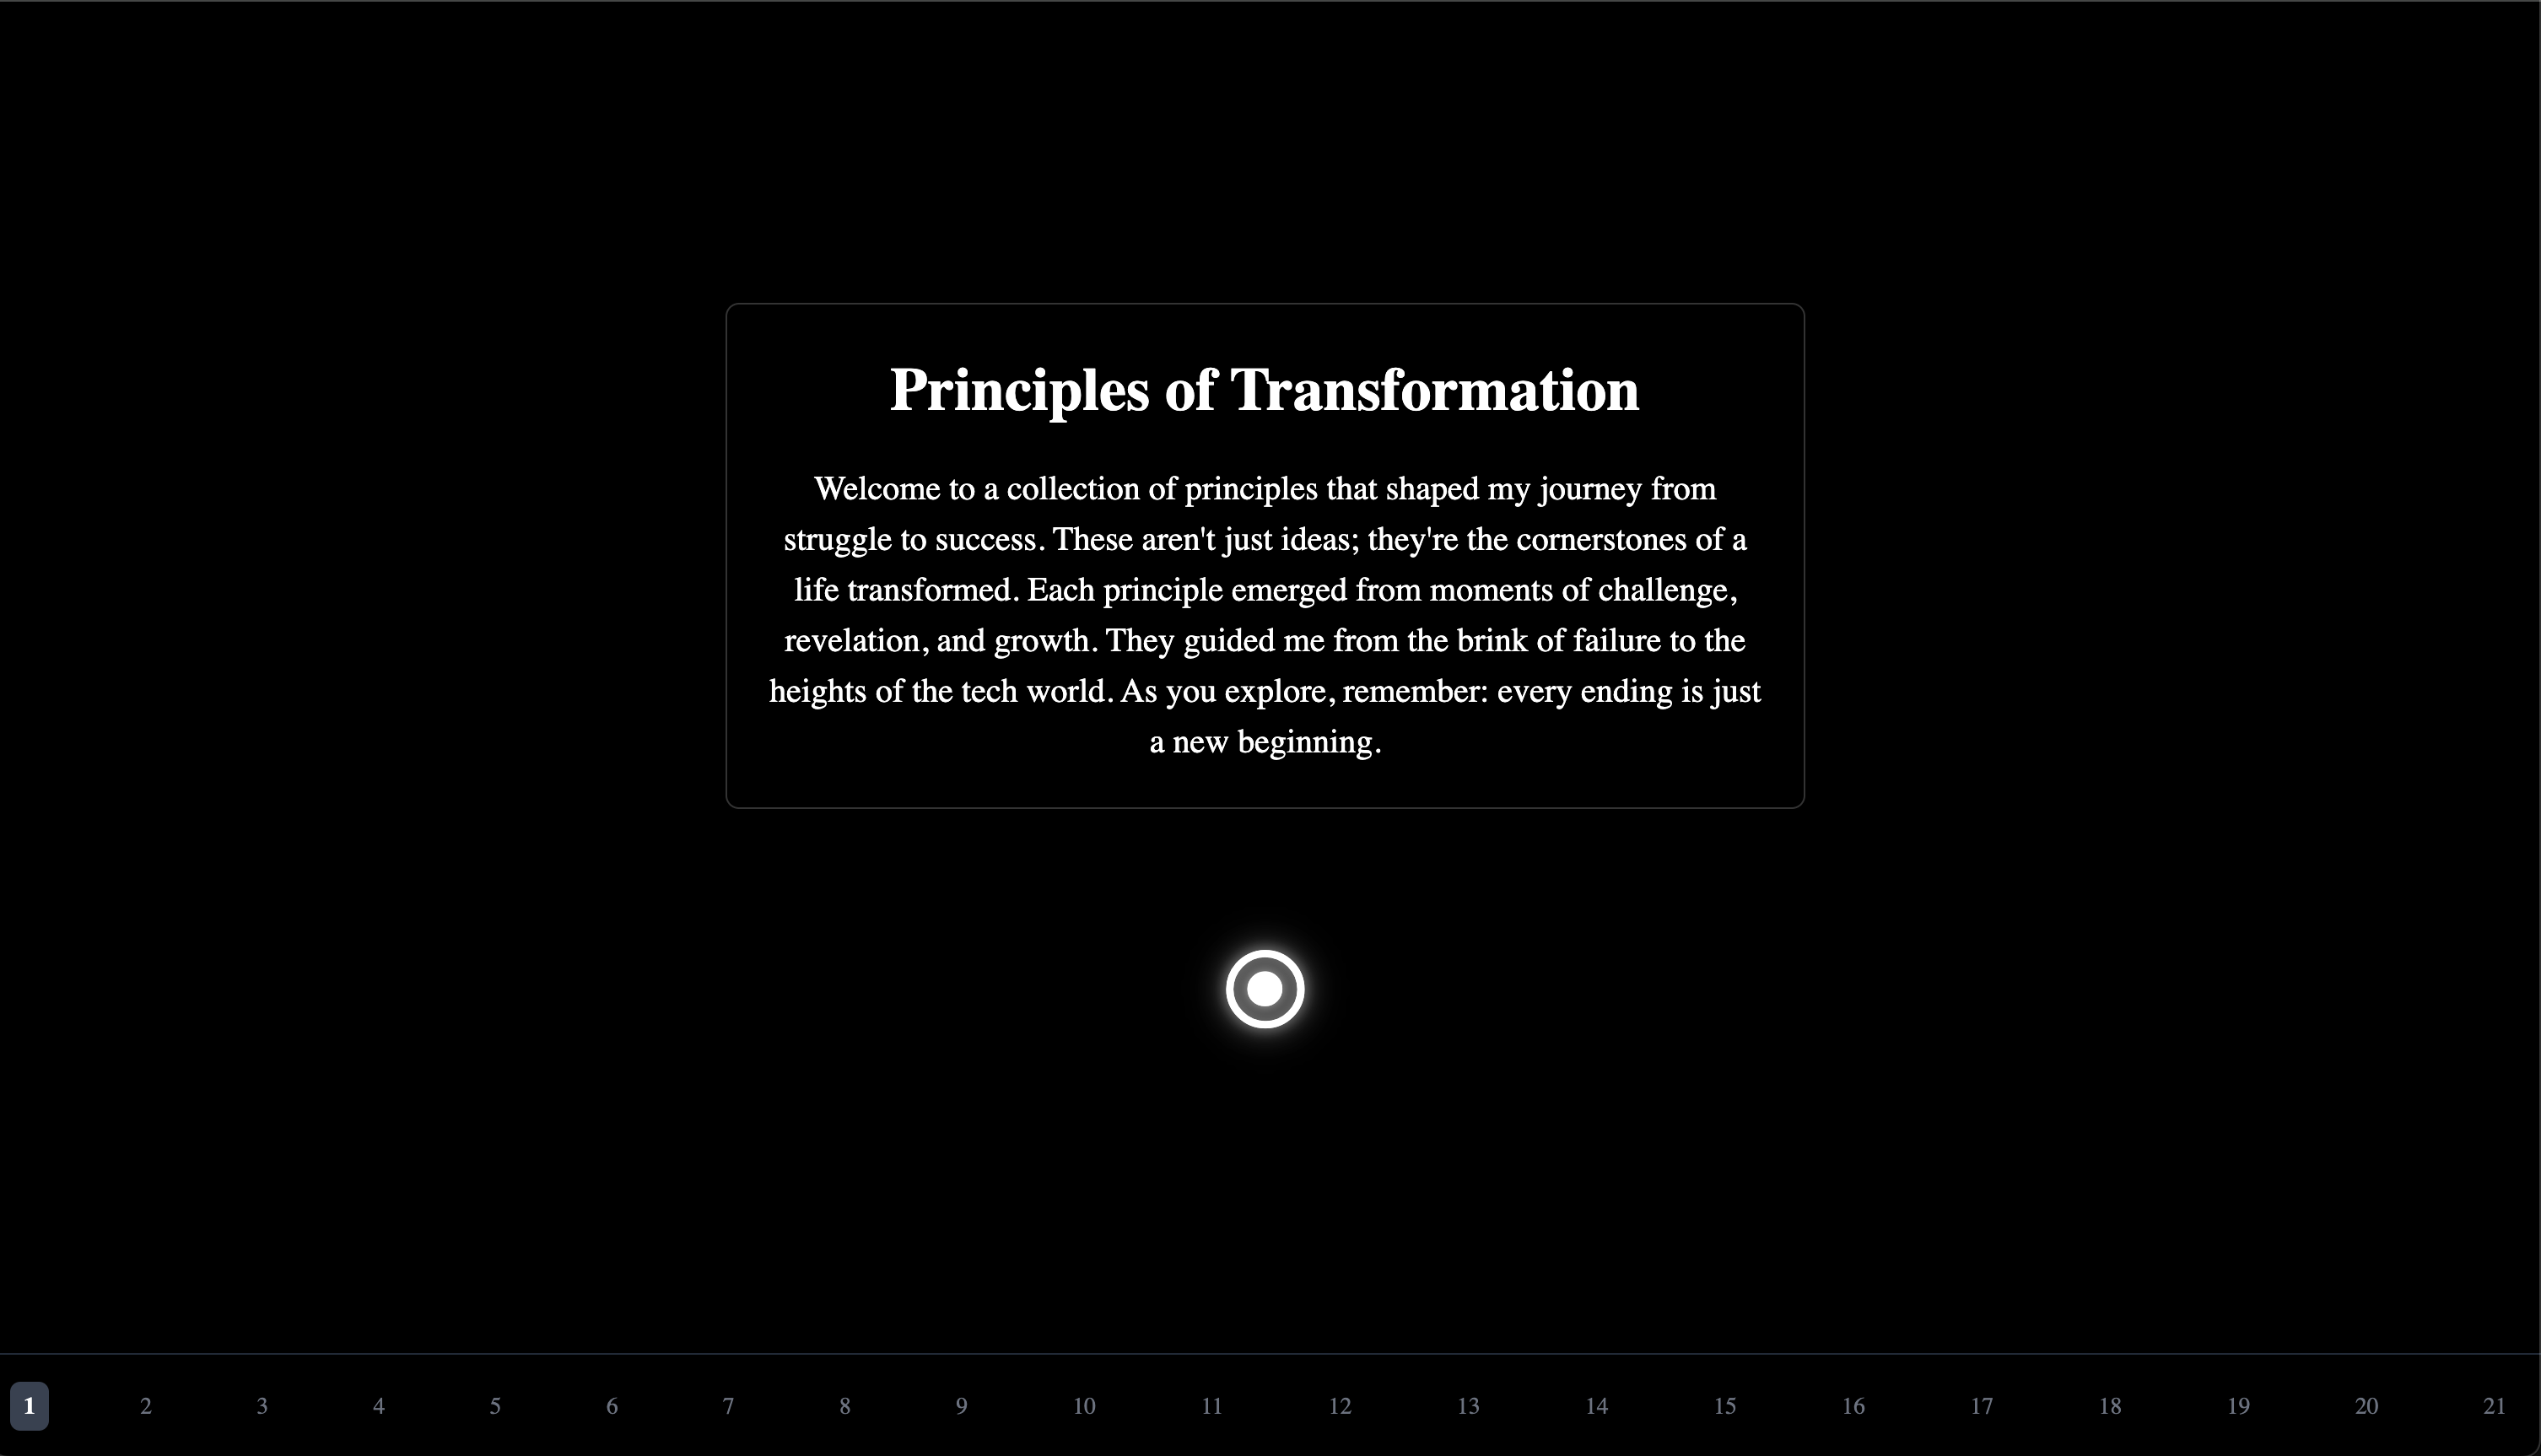 Principles of Transformation
Welcome to a collection of principles that shaped my journey from
struggle to success. These aren't just ideas; they're the cornerstones of a
life transformed. Each principle emerged from moments of challenge,
revelation, and growth. They guided me from the brink of failure to the
heights of the tech world. As you explore, remember: every ending is just
a new beginning.
1 2 3 4 5 6 7 8 9 10 11 12 13 14 15 16 17 18 19 20 21